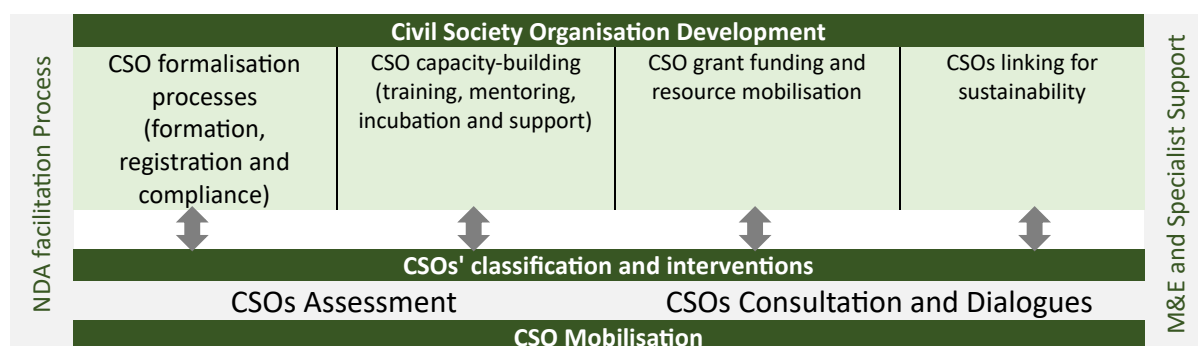 NDA facilitation Process
Civil Society Organisation Development
CSO formalisation
processes
(formation,
registration and
compliance)
CSO capacity-building
(training, mentoring,
incubation and support)
CSO grant funding and
resource mobilisation
CSOs linking for
sustainability
CSOs' classification and interventions
CSOs Assessment
CSOs Consultation and Dialogues
CSO Mobilisation
M&E and Specialist Support